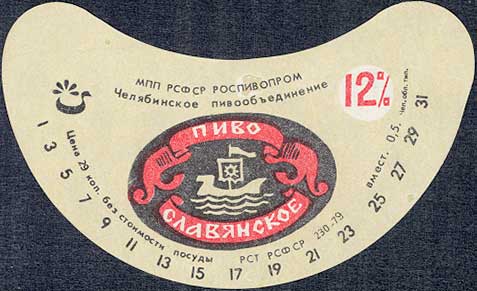 МПП РСФСР РОСПИВОПРОМ
Челябинское пивообъединение
12%
ПИВО
СЛАВЯНСКОЕ
Цена 29 коп. без стоимости посуды
РСТ РСФСР 230-79
вмест. 0,5.
Чел.обл.тип.
1 3 5 7 9 11 13 15 17 19 21 23 25 27 29 31